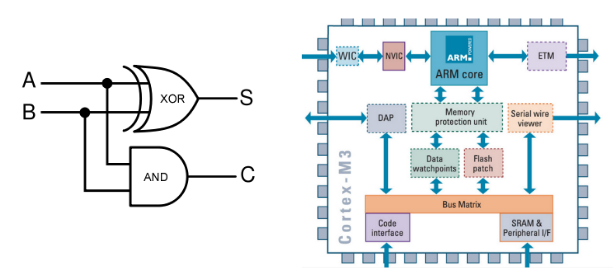 A
B
XOR
S
AND
C
WIC
NVIC
ARM
ARM core
ETM
DAP
Memory
protection unit
Serial wire
viewer
Data
watchpoints
Flash
patch
Cortex-M3
Bus Matrix
Code
interface
SRAM &
Peripheral I/F